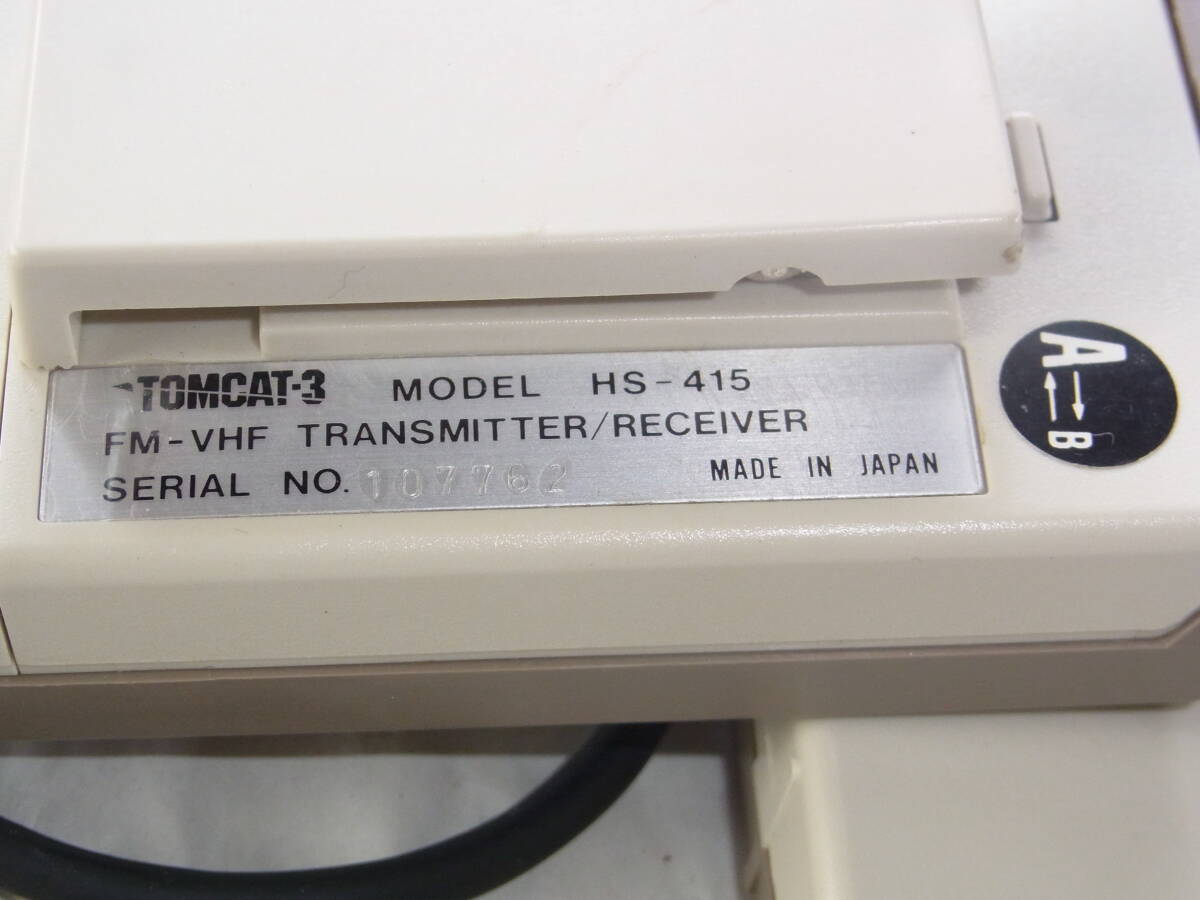 TOMCAT-3 MODEL HS-415
FM-VHF TRANSMITTER/RECEIVER
SERIAL NO. 107762 MADE IN JAPAN
A
B